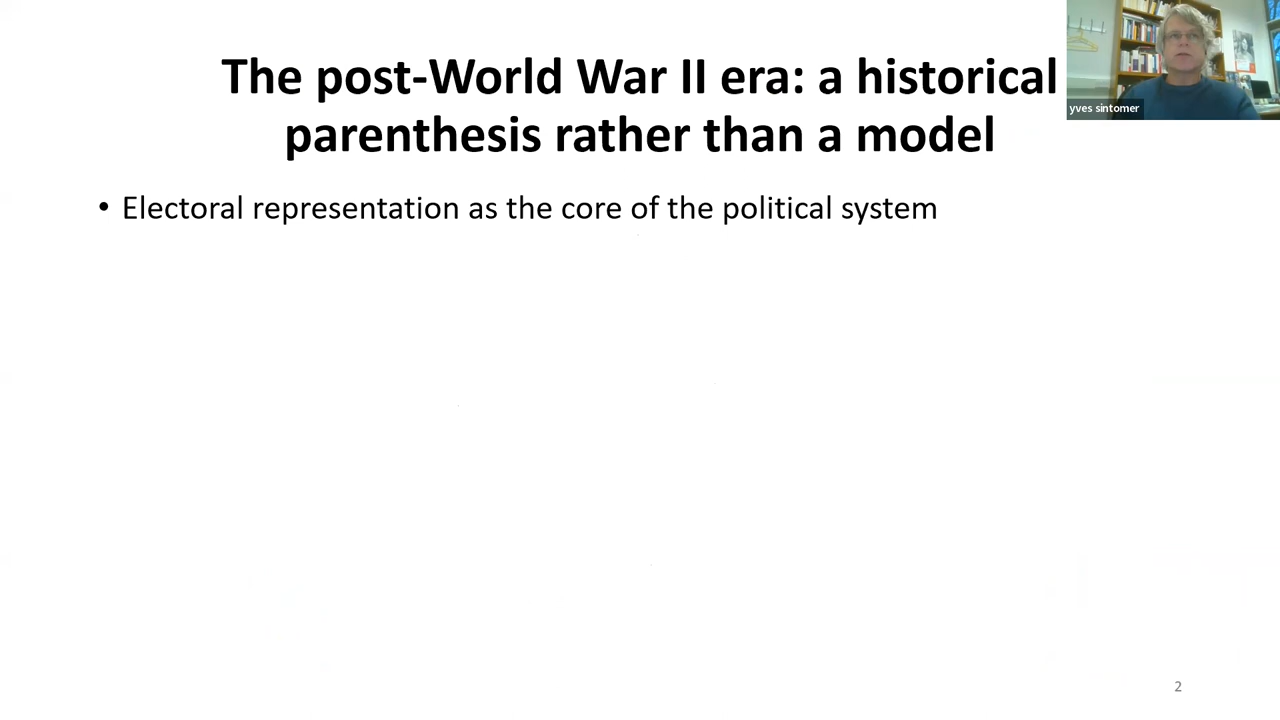 The post-World War II era: a historical
parenthesis rather than a model
yves sintomer
• Electoral representation as the core of the political system
2